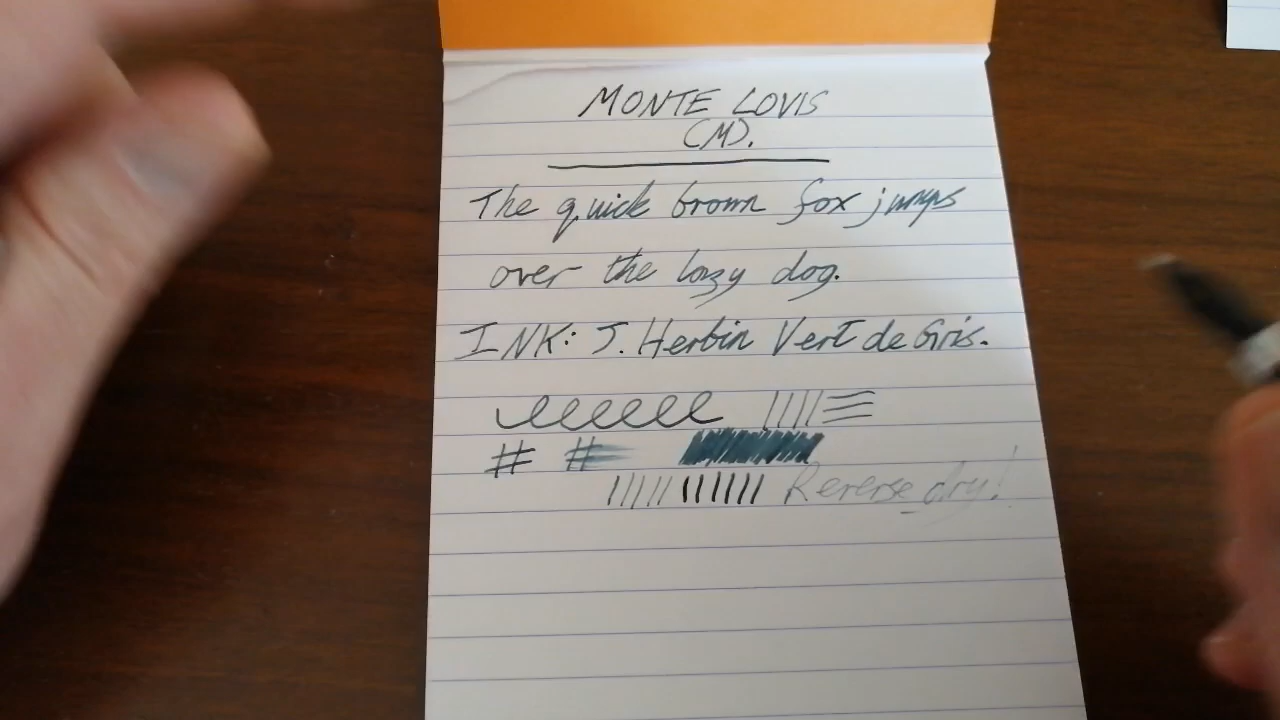 MONTE LOVIS
(M).
The quick brown fox jumps
over the lazy dog.
INK: J. Herbin Vert de Gris.
# #
Reverse dry!